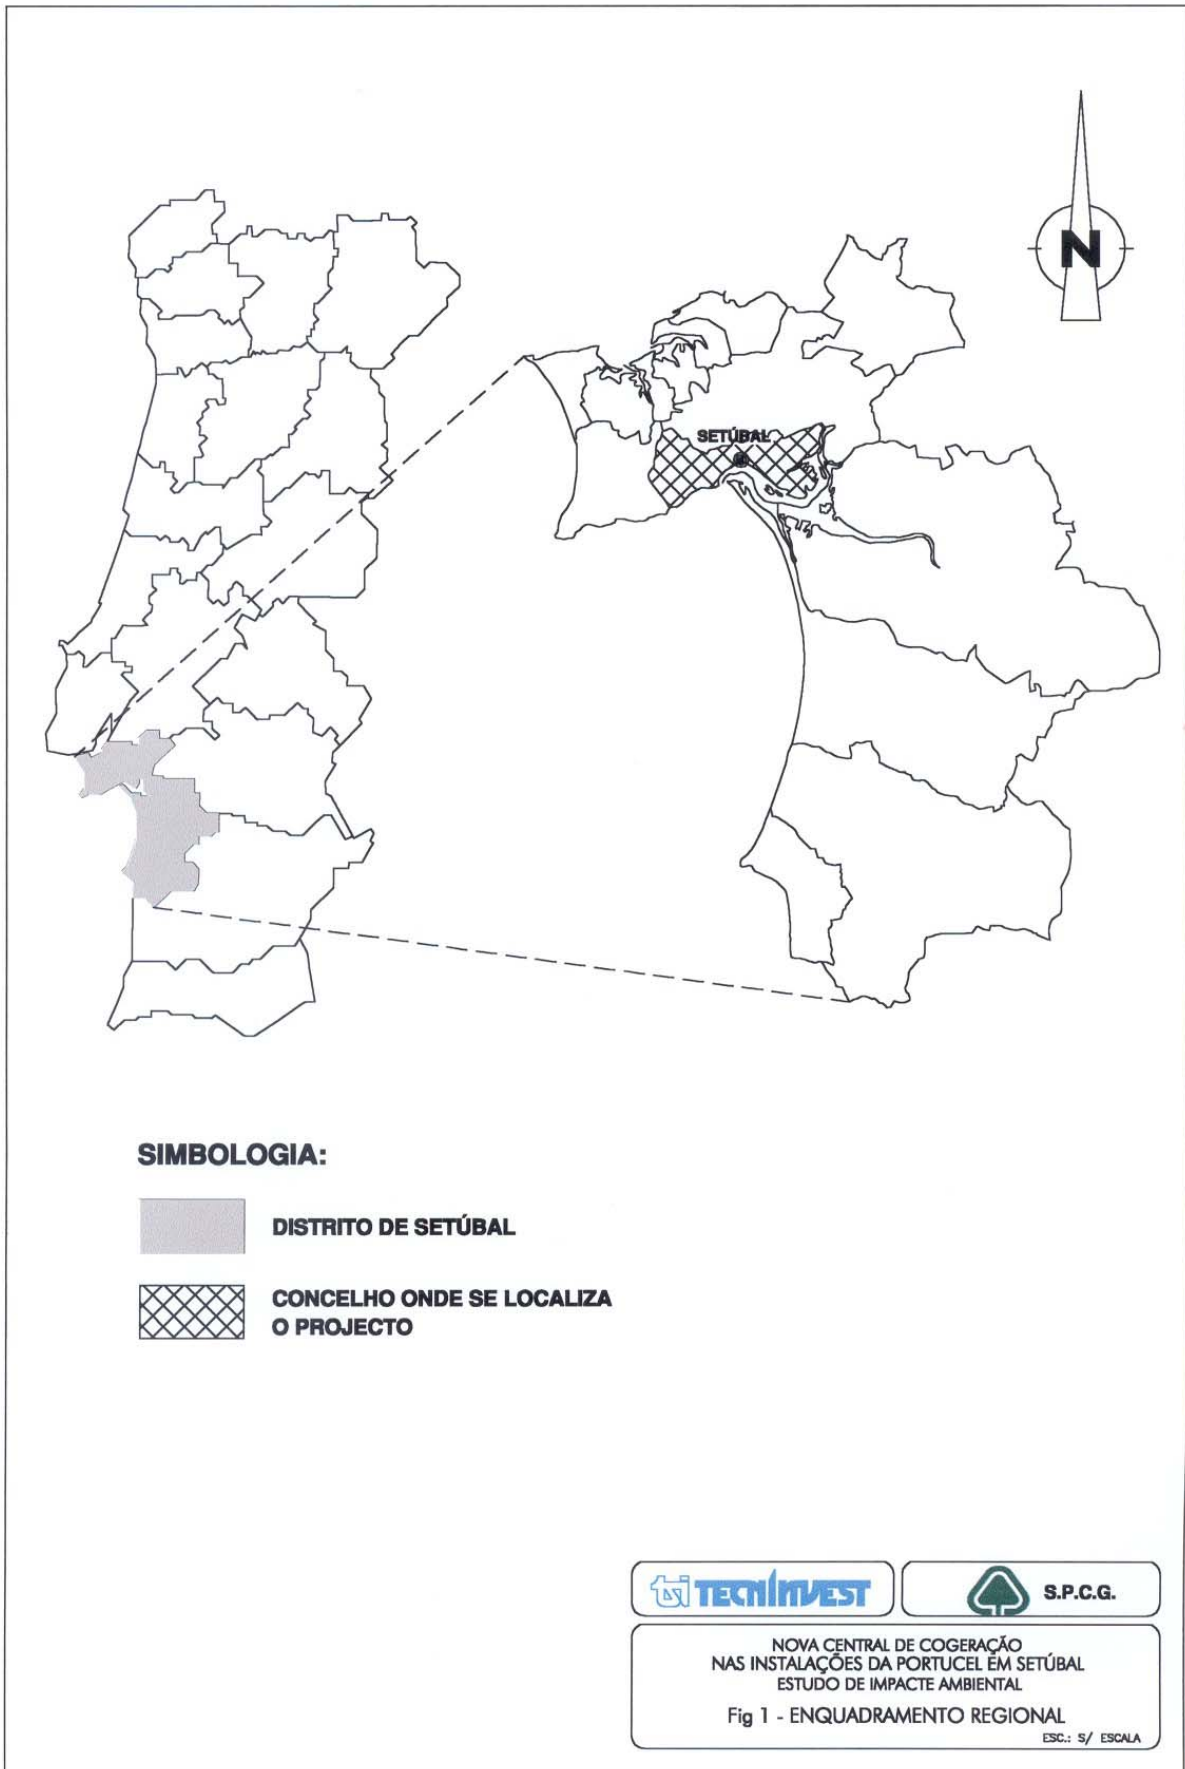 N
SETÚBAL
SIMBOLOGIA:
DISTRITO DE SETÚBAL
CONCELHO ONDE SE LOCALIZA
O PROJECTO
tsi TECNINVEST
S.P.C.G.
NOVA CENTRAL DE COGERAÇÃO
NAS INSTALAÇÕES DA PORTUCEL EM SETÚBAL
ESTUDO DE IMPACTE AMBIENTAL
Fig 1 - ENQUADRAMENTO REGIONAL
ESC.: S/ ESCALA